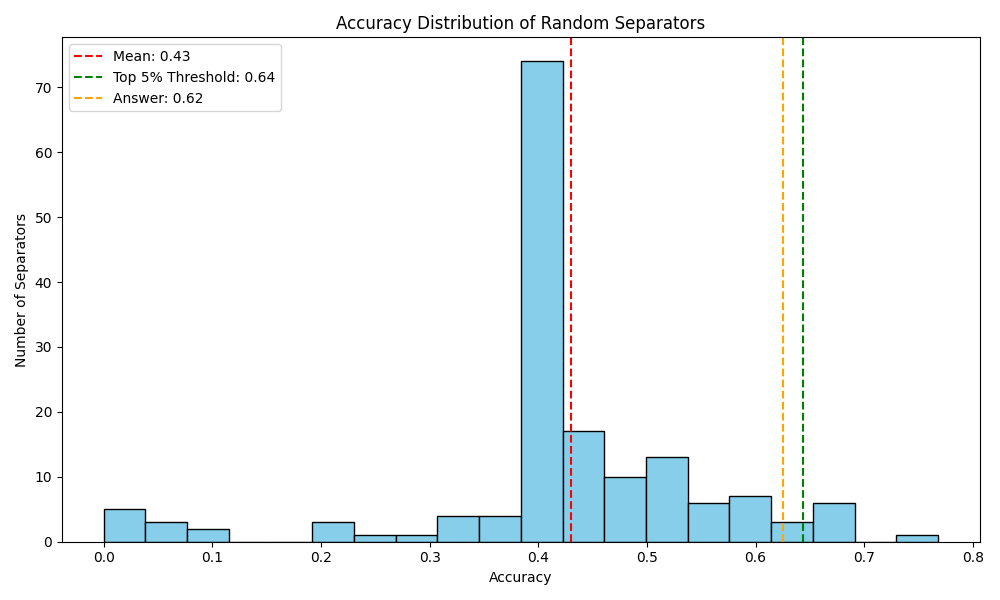 Accuracy Distribution of Random Separators
Mean: 0.43
Top 5% Threshold: 0.64
Answer: 0.62
Number of Separators
70
60
50
40
30
20
10
0
0.0 0.1 0.2 0.3 0.4 0.5 0.6 0.7 0.8
Accuracy